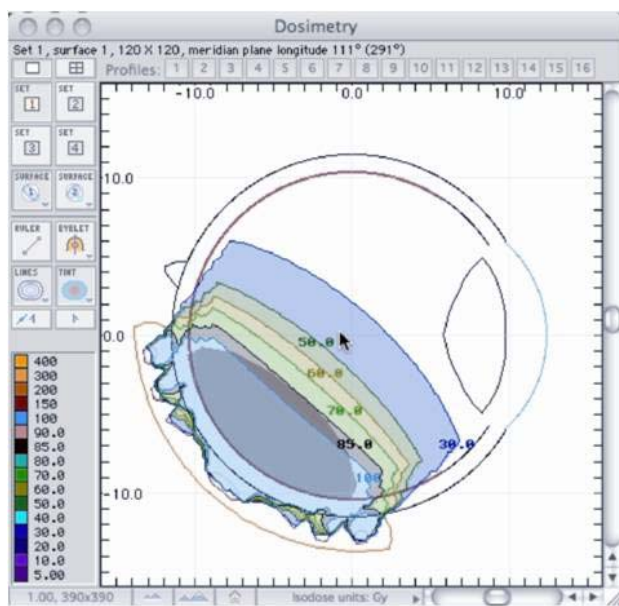 Dosimetry
Set 1, surface 1, 120 X 120, meridian plane longitude 111° (291°)
Profiles: 1 2 3 4 5 6 7 8 9 10 11 12 13 14 15 16
-10.0 0.0 10.0
SET 1 SET 2
SET 3 SET 4
SURFACE 1 SURFACE 2
RULER EYELET
LINES TINT
10.0
0.0
-10.0
50.0
60.0
70.0
85.0 30.0
100
400
300
200
150
100
90.0
85.0
80.0
70.0
60.0
50.0
40.0
30.0
20.0
10.0
5.00
1.00, 390x390 Isodose units: Gy